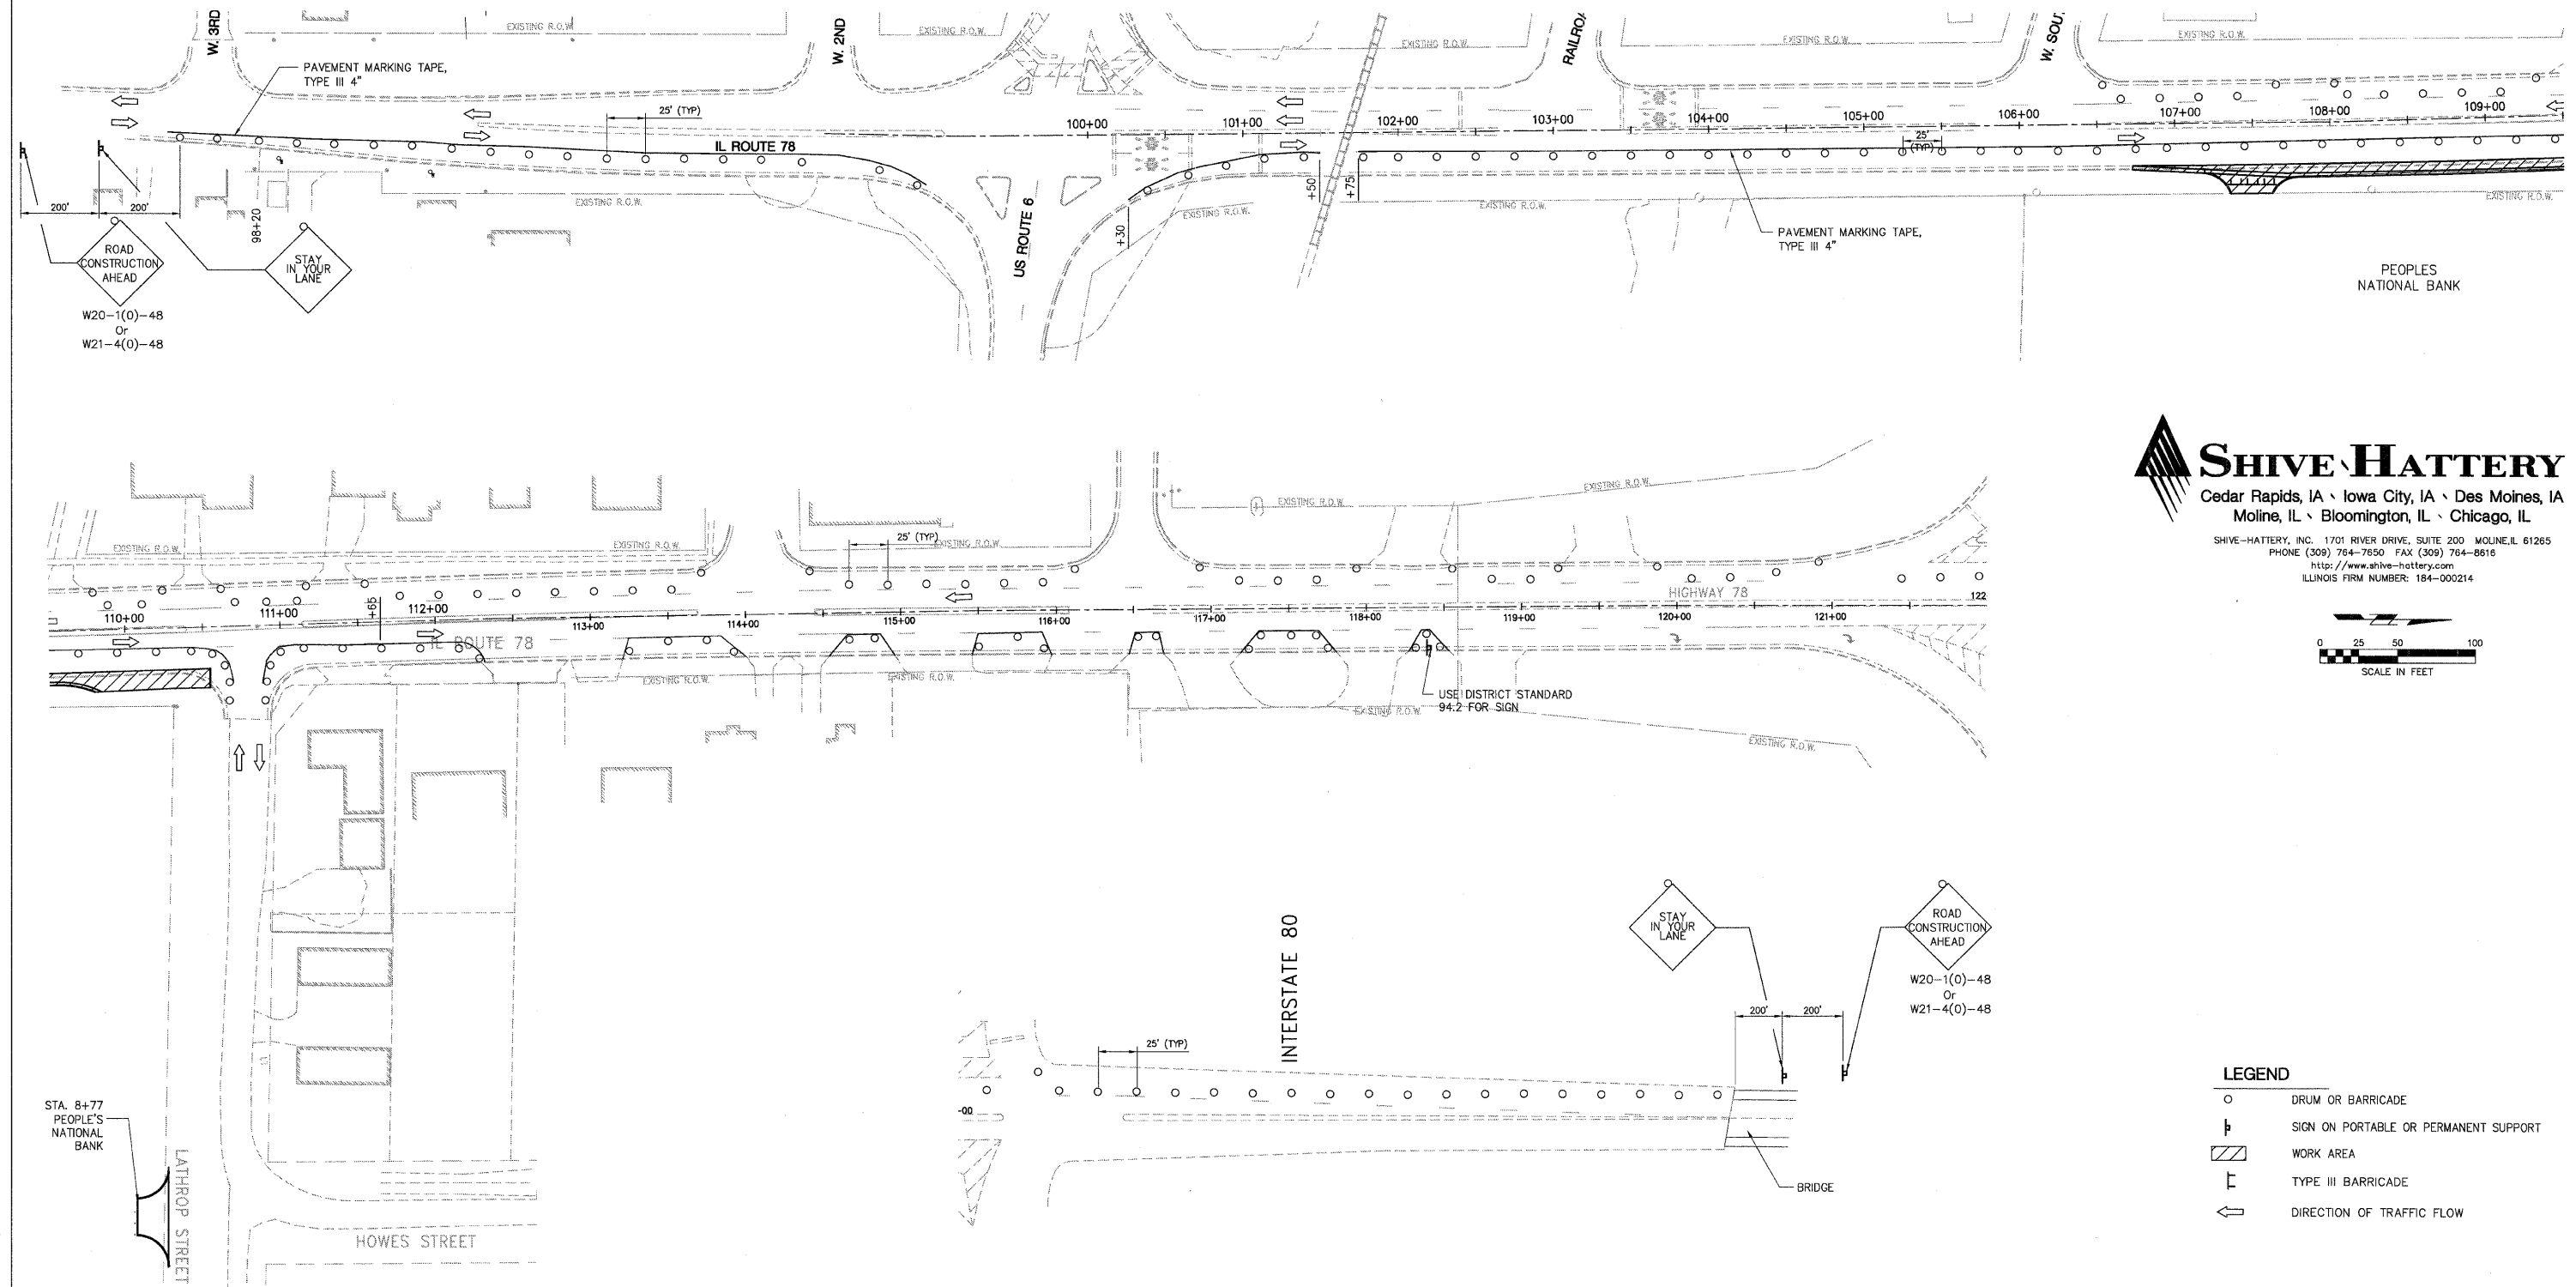 W. 3RD
EXISTING R.O.W.
W. 2ND
EXISTING R.O.W.
EXISTING R.O.W.
EXISTING R.O.W.
EXISTING R.O.W.
PAVEMENT MARKING TAPE,
TYPE III 4"
25' (TYP)
IL ROUTE 78
100+00
101+00
102+00
103+00
104+00
105+00
106+00
107+00
108+00
109+00
25'
(TYP)
200'
200'
98+20
EXISTING R.O.W.
US ROUTE 6
+30
EXISTING R.O.W.
+50
+75
EXISTING R.O.W.
EXISTING R.O.W.
ROAD
CONSTRUCTION
AHEAD
W20-1(0)-48
Or
W21-4(0)-48
STAY
IN YOUR
LANE
PAVEMENT MARKING TAPE,
TYPE III 4"
PEOPLES
NATIONAL BANK
SHIVE-HATTERY
Cedar Rapids, IA \ Iowa City, IA \ Des Moines, IA
Moline, IL \ Bloomington, IL \ Chicago, IL
SHIVE-HATTERY, INC. 1701 RIVER DRIVE, SUITE 200 MOLINE,IL 61265
PHONE (309) 764-7650 FAX (309) 764-8616
http://www.shive-hattery.com
ILLINOIS FIRM NUMBER: 184-000214
0 25 50 100
SCALE IN FEET
EXISTING R.O.W.
EXISTING R.O.W.
25' (TYP)
EXISTING R.O.W.
EXISTING R.O.W.
EXISTING R.O.W.
110+00
111+00
+65
112+00
113+00
114+00
115+00
116+00
117+00
118+00
119+00
120+00
121+00
122
HIGHWAY 78
IL ROUTE 78
EXISTING R.O.W.
EXISTING R.O.W.
USE DISTRICT STANDARD
94.2 FOR SIGN
EXISTING R.O.W.
EXISTING R.O.W.
STA. 8+77
PEOPLE'S
NATIONAL
BANK
LATHROP STREET
HOWES STREET
INTERSTATE 80
25' (TYP)
-00
STAY
IN YOUR
LANE
ROAD
CONSTRUCTION
AHEAD
W20-1(0)-48
Or
W21-4(0)-48
200'
200'
BRIDGE
LEGEND
DRUM OR BARRICADE
SIGN ON PORTABLE OR PERMANENT SUPPORT
WORK AREA
TYPE III BARRICADE
DIRECTION OF TRAFFIC FLOW